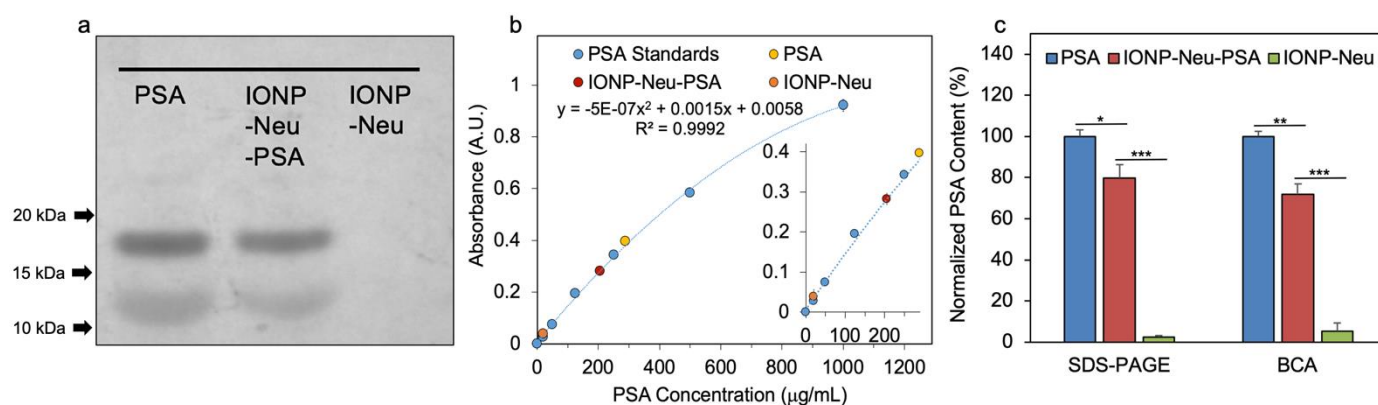 a
PSA
IONP
-Neu
-PSA
IONP
-Neu
20 kDa
15 kDa
10 kDa
b
PSA Standards
PSA
IONP-Neu-PSA
IONP-Neu
y = -5E-07x² + 0.0015x + 0.0058
R² = 0.9992
Absorbance (A.U.)
1
0.8
0.6
0.4
0.2
0
0 200 400 600 800 1000 1200
PSA Concentration (µg/mL)
0.4
0.3
0.2
0.1
0
0 100 200
c
Normalized PSA Content (%)
140
120
100
80
60
40
20
0
PSA IONP-Neu-PSA IONP-Neu
* ***
** ***
SDS-PAGE BCA